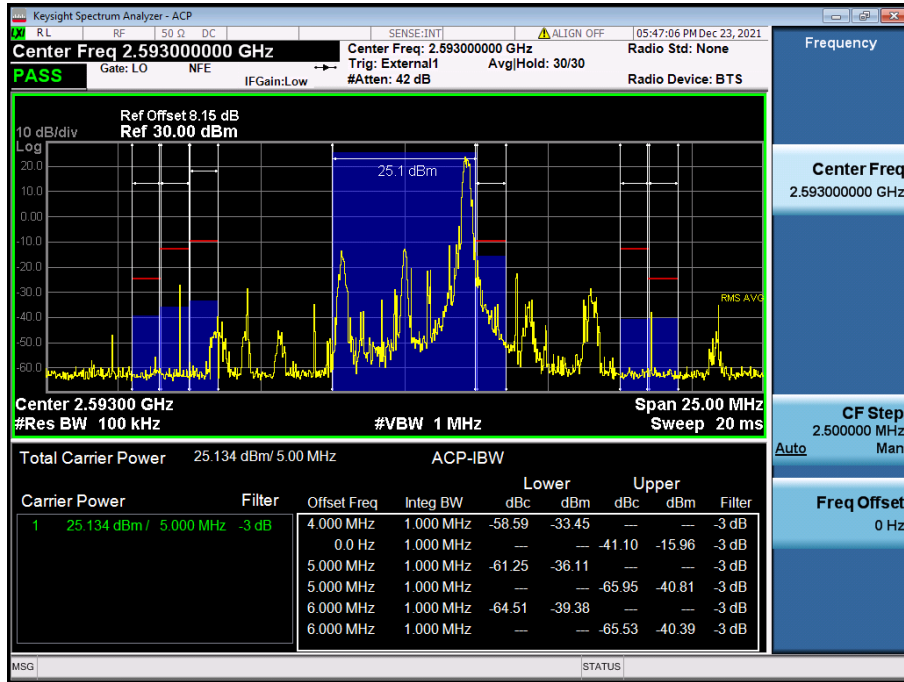 Keysight Spectrum Analyzer - ACP
LXI RL RF 50 Ω DC SENSE:INT ALIGN OFF 05:47:06 PM Dec 23, 2021
Center Freq 2.593000000 GHz
Center Freq: 2.593000000 GHz Radio Std: None
Gate: LO NFE Trig: External1 Avg|Hold: 30/30
PASS IFGain:Low #Atten: 42 dB Radio Device: BTS
Ref Offset 8.15 dB
10 dB/div Ref 30.00 dBm
Log
20.0
25.1 dBm
10.0
0.00
-10.0
-20.0
-30.0
RMS AVG
-40.0
-50.0
-60.0
Center 2.59300 GHz Span 25.00 MHz
#Res BW 100 kHz #VBW 1 MHz Sweep 20 ms
Total Carrier Power 25.134 dBm/ 5.00 MHz ACP-IBW
Lower Upper
Carrier Power Filter Offset Freq Integ BW dBc dBm dBc dBm Filter
1 25.134 dBm / 5.000 MHz -3 dB
4.000 MHz 1.000 MHz -58.59 -33.45 --- --- -3 dB
0.0 Hz 1.000 MHz --- --- -41.10 -15.96 -3 dB
5.000 MHz 1.000 MHz -61.25 -36.11 --- --- -3 dB
5.000 MHz 1.000 MHz --- --- -65.95 -40.81 -3 dB
6.000 MHz 1.000 MHz -64.51 -39.38 --- --- -3 dB
6.000 MHz 1.000 MHz --- --- -65.53 -40.39 -3 dB
MSG STATUS
Frequency
Center Freq
2.593000000 GHz
CF Step
2.500000 MHz
Auto Man
Freq Offset
0 Hz